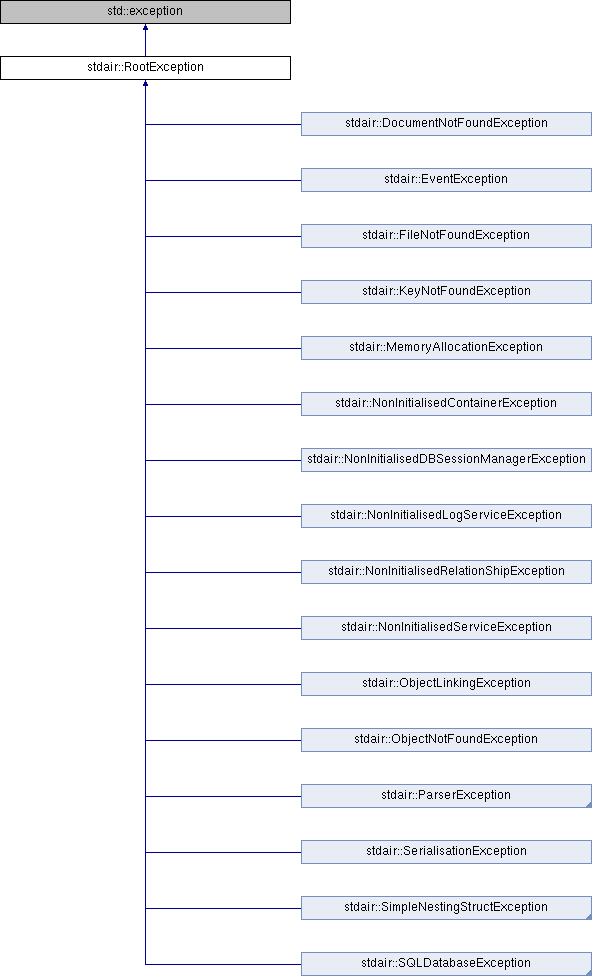 std::exception
stdair::RootException
stdair::DocumentNotFoundException
stdair::EventException
stdair::FileNotFoundException
stdair::KeyNotFoundException
stdair::MemoryAllocationException
stdair::NonInitialisedContainerException
stdair::NonInitialisedDBSessionManagerException
stdair::NonInitialisedLogServiceException
stdair::NonInitialisedRelationShipException
stdair::NonInitialisedServiceException
stdair::ObjectLinkingException
stdair::ObjectNotFoundException
stdair::ParserException
stdair::SerialisationException
stdair::SimpleNestingStructException
stdair::SQLDatabaseException